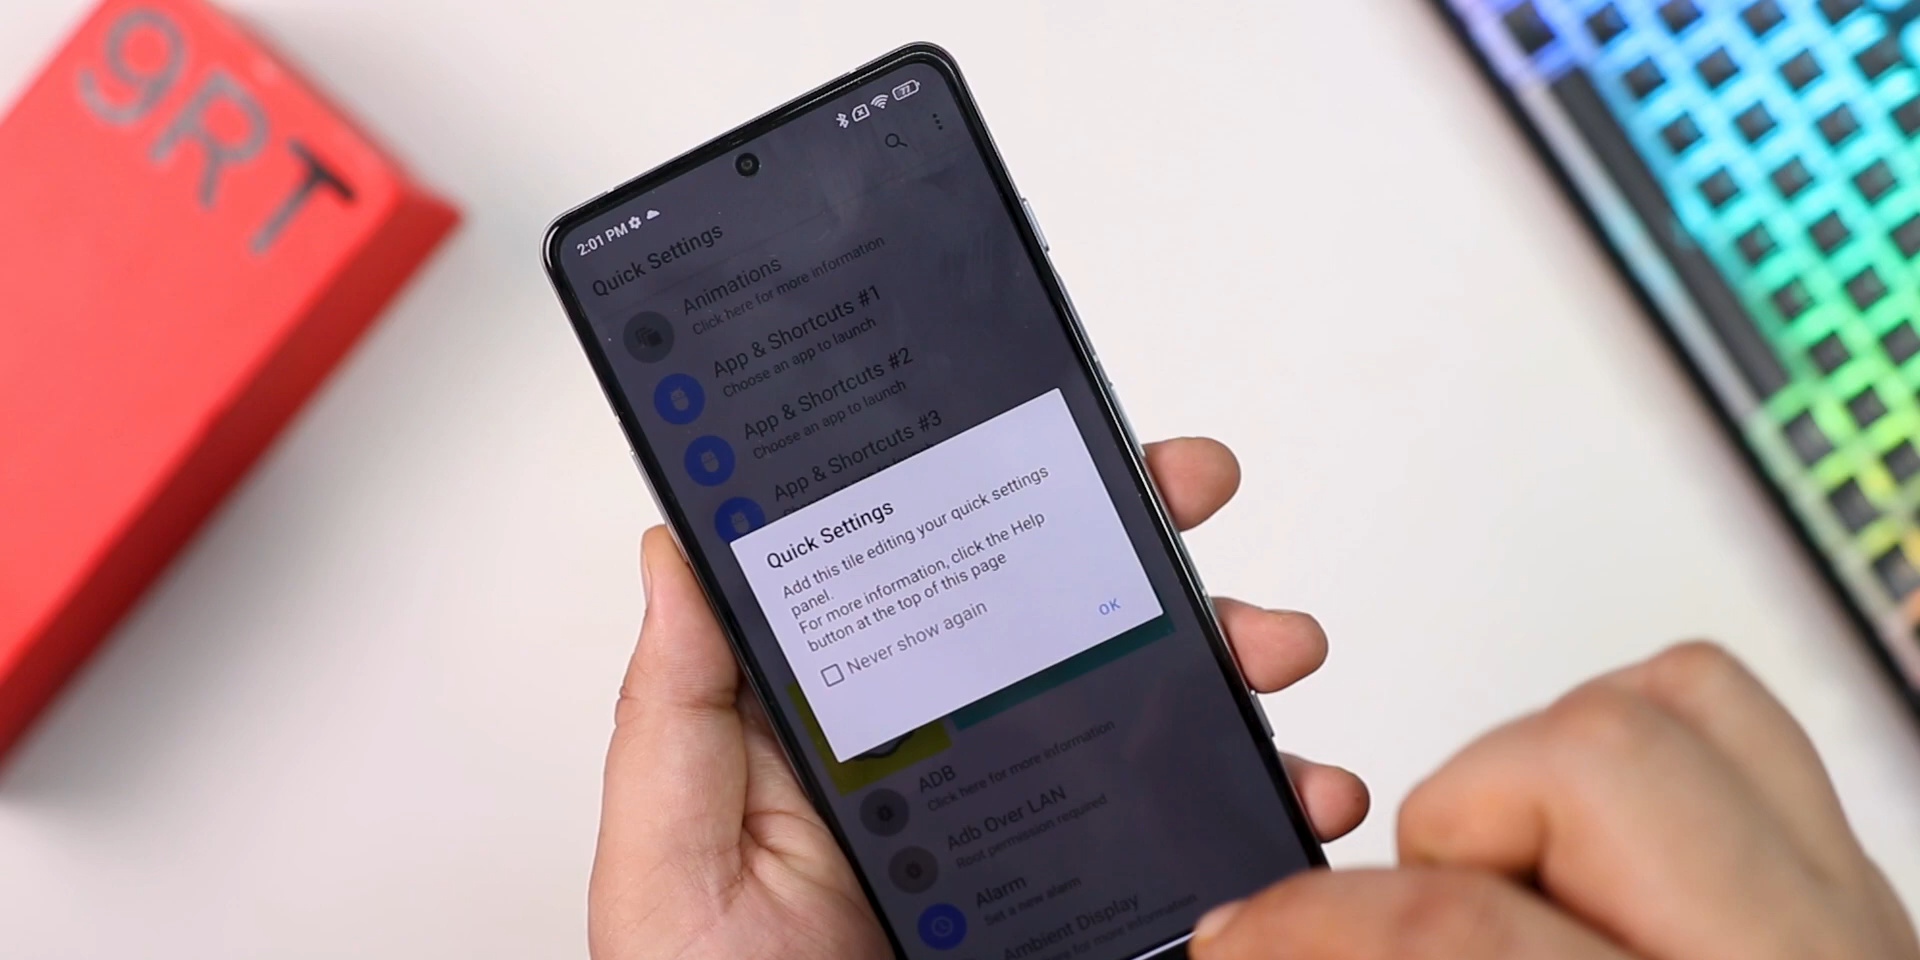 9RT
2:01 PM
77
Quick Settings
Animations
Click here for more information
App & Shortcuts #1
Choose an app to launch
App & Shortcuts #2
Choose an app to launch
App & Shortcuts #3
Quick Settings
Add this tile editing your quick settings
panel.
For more information, click the Help
button at the top of this page
Never show again
OK
ADB
Click here for more information
Adb Over LAN
Root permission required
Alarm
Set a new alarm
Ambient Display
for more information